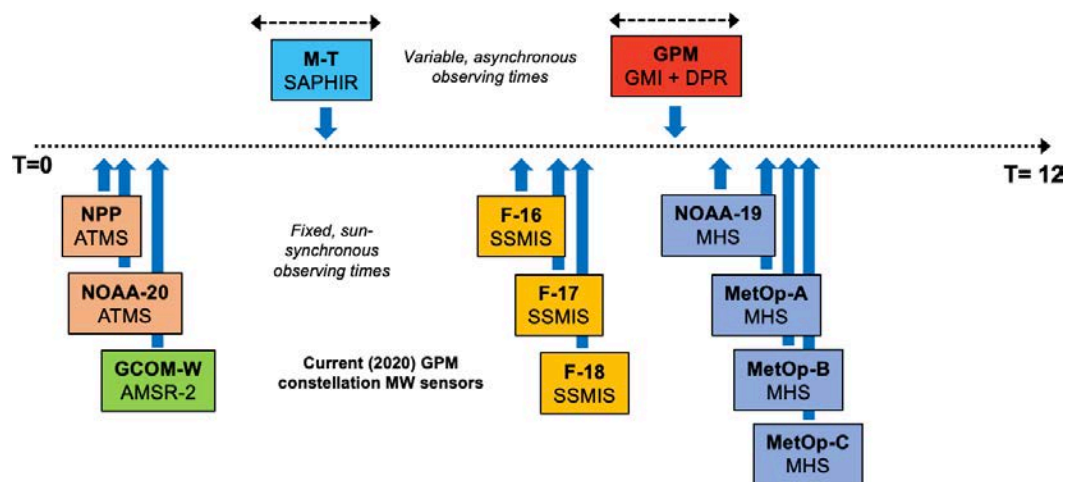 M-T
SAPHIR
Variable, asynchronous
observing times
GPM
GMI + DPR
T=0
T= 12
NPP
ATMS
NOAA-20
ATMS
GCOM-W
AMSR-2
Fixed, sun-
synchronous
observing times
Current (2020) GPM
constellation MW sensors
F-16
SSMIS
F-17
SSMIS
F-18
SSMIS
NOAA-19
MHS
MetOp-A
MHS
MetOp-B
MHS
MetOp-C
MHS